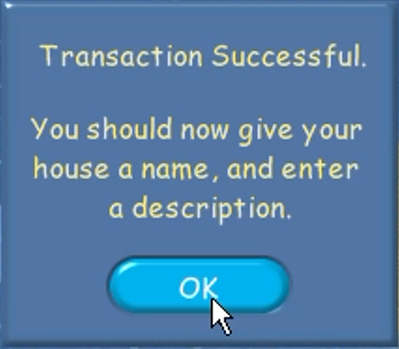 Transaction Successful.
You should now give your
house a name, and enter
a description.
OK